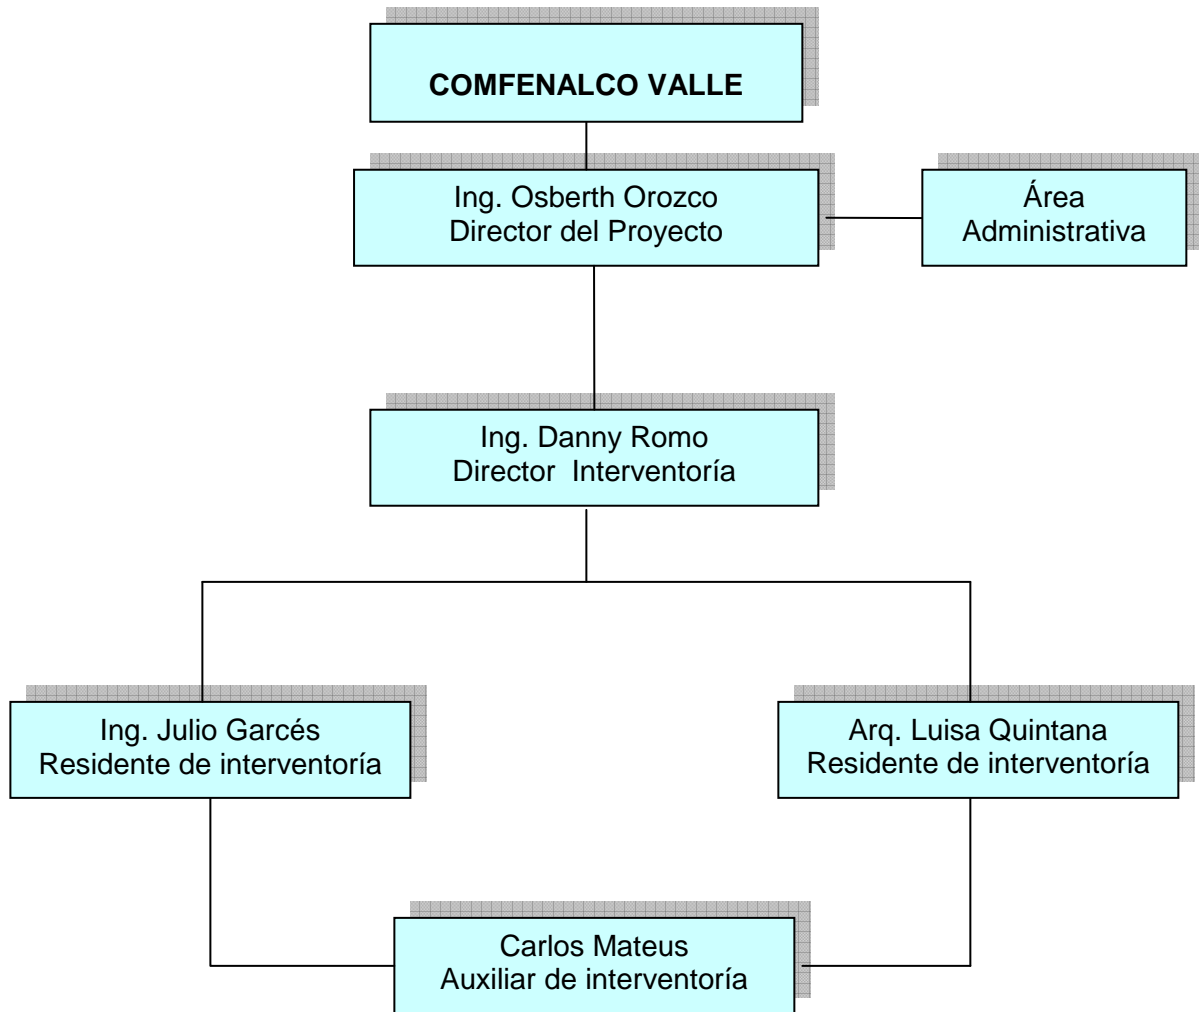 COMFENALCO VALLE
Ing. Osberth Orozco
Director del Proyecto
Área
Administrativa
Ing. Danny Romo
Director  Interventoría
Ing. Julio Garcés
Residente de interventoría
Arq. Luisa Quintana
Residente de interventoría
Carlos Mateus
Auxiliar de interventoría